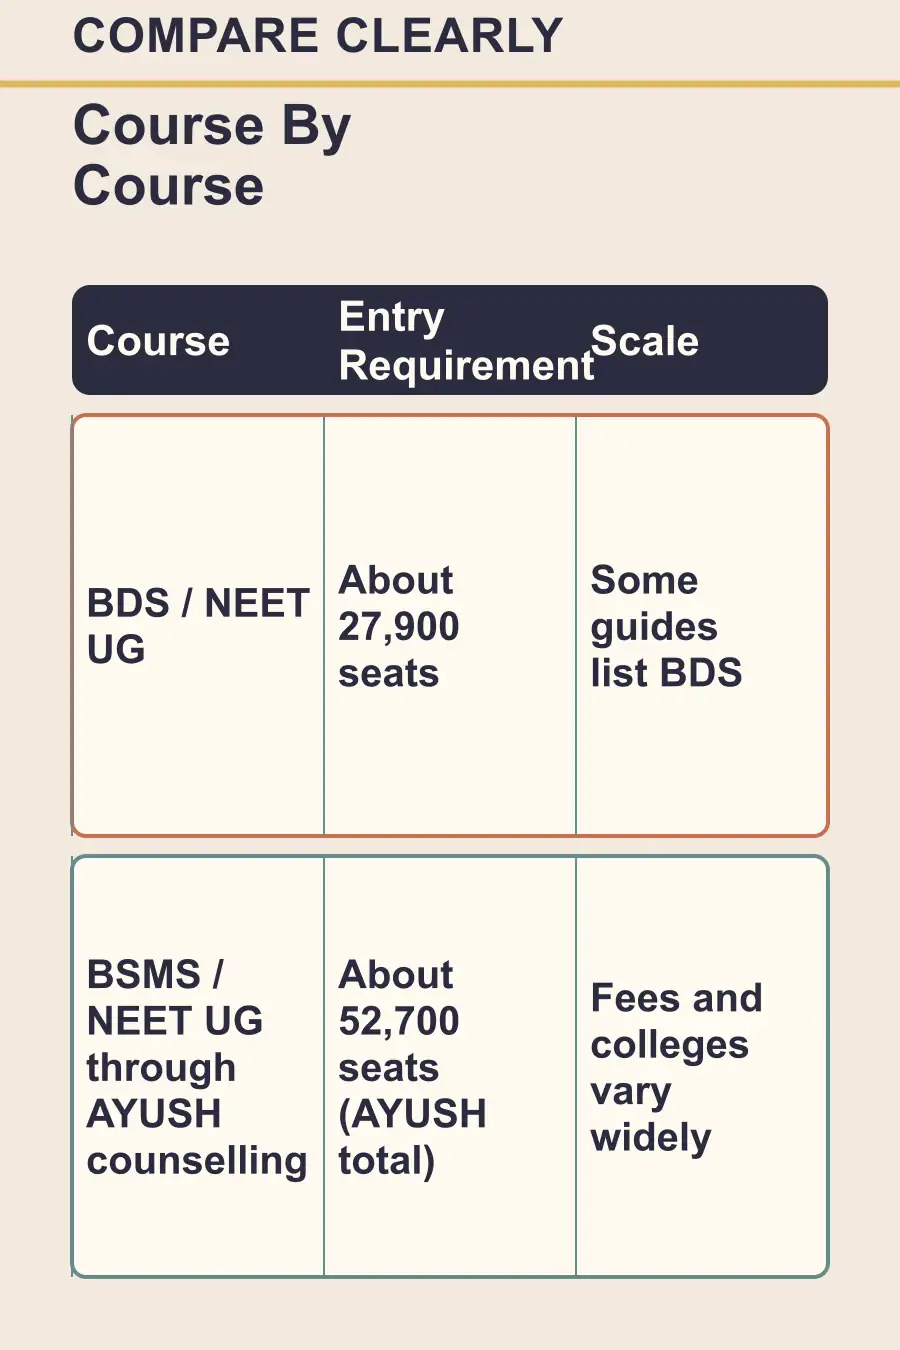 COMPARE CLEARLY
Course By
Course
Course
Entry
Requirement
Scale
BDS / NEET
UG
About
27,900
seats
Some
guides
list BDS
BSMS /
NEET UG
through
AYUSH
counselling
About
52,700
seats
(AYUSH
total)
Fees and
colleges
vary
widely